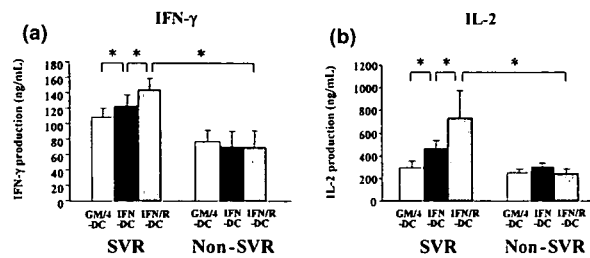 (a)
IFN-γ
IFN-γ production (ng/mL)
180
160
140
120
100
80
60
40
20
0
* * *
GM/4 IFN IFN/R GM/4 IFN IFN/R
-DC -DC -DC -DC -DC -DC
SVR Non-SVR
(b)
IL-2
IL-2 production (ng/mL)
1200
1000
800
600
400
200
0
* * *
GM/4 IFN IFN/R GM/4 IFN IFN/R
-DC -DC -DC -DC -DC -DC
SVR Non-SVR